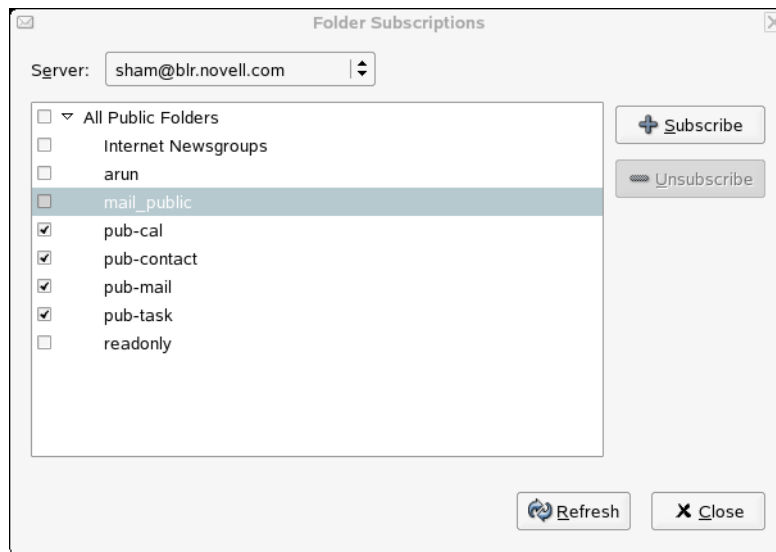 Folder Subscriptions
Server: sham@blr.novell.com
All Public Folders
Internet Newsgroups
arun
mail_public
pub-cal
pub-contact
pub-mail
pub-task
readonly
Subscribe
Unsubscribe
Refresh
Close